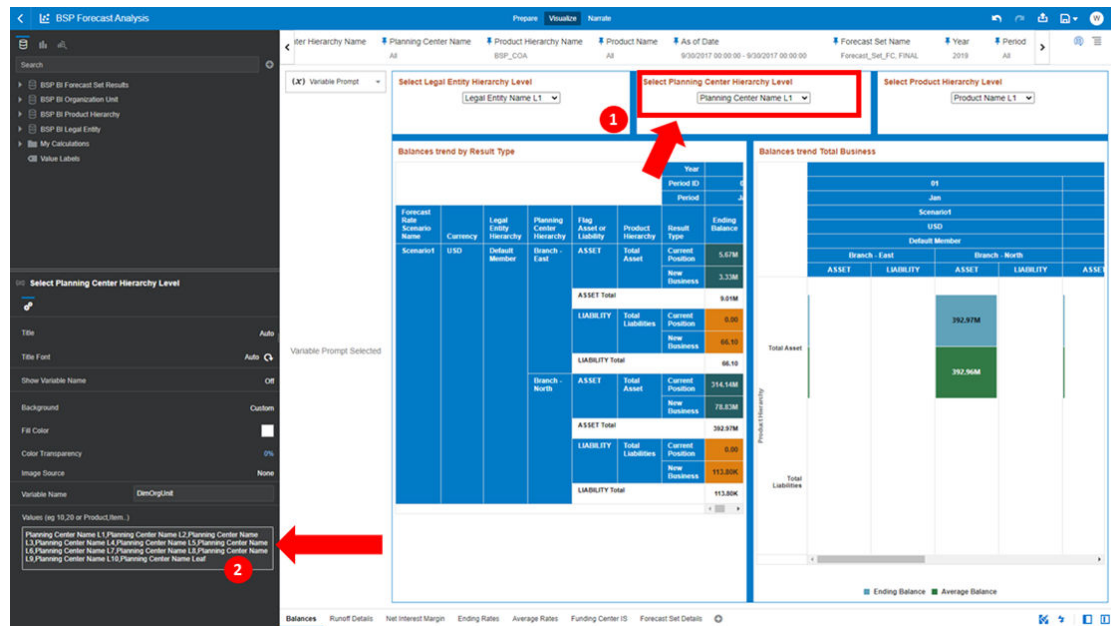 BSP Forecast Analysis
Prepare Visualize Narrate
W
Search
BSP BI Forecast Set Results
BSP BI Organization Unit
BSP BI Product Hierarchy
BSP BI Legal Entity
My Calculations
Value Labels
iter Hierarchy Name Planning Center Name Product Hierarchy Name Product Name As of Date Forecast Set Name Year Period
All BSP_COA All 9/30/2017 00:00:00 - 9/30/2017 00:00:00 Forecast_Set_FC, FINAL 2019 All
(X) Variable Prompt
Variable Prompt Selected
Select Legal Entity Hierarchy Level
Legal Entity Name L1
Select Planning Center Hierarchy Level
Planning Center Name L1
Select Product Hierarchy Level
Product Name L1
1
Balances trend by Result Type
Year
Period ID 0
Period J
Forecast Rate Scenario Name Currency Legal Entity Hierarchy Planning Center Hierarchy Flag Asset or Liability Product Hierarchy Result Type Ending Balance
Scenario1 USD Default Member Branch - East ASSET Total Asset Current Position 5.67M
New Business 3.33M
ASSET Total 9.01M
LIABILITY Total Liabilities Current Position 0.00
New Business 66.10
LIABILITY Total 66.10
Branch - North ASSET Total Asset Current Position 314.14M
New Business 78.83M
ASSET Total 392.97M
LIABILITY Total Liabilities Current Position 0.00
New Business 113.80K
LIABILITY Total 113.80K
Balances trend Total Business
01
Jan
Scenario1
USD
Default Member
Branch - East Branch - North
ASSET LIABILITY ASSET LIABILITY ASSET
Product Hierarchy
Total Asset
392.97M
392.96M
Total Liabilities
Ending Balance Average Balance
(x) Select Planning Center Hierarchy Level
Title Auto
Title Font Auto
Show Variable Name Off
Background Custom
Fill Color
Color Transparency 0%
Image Source None
Variable Name DimOrgUnit
Values (eg 10,20 or Product,Item..)
Planning Center Name L1,Planning Center Name L2,Planning Center Name
L3,Planning Center Name L4,Planning Center Name L5,Planning Center Name
L6,Planning Center Name L7,Planning Center Name L8,Planning Center Name
L9,Planning Center Name L10,Planning Center Name Leaf
2
Balances Runoff Details Net Interest Margin Ending Rates Average Rates Funding Center IS Forecast Set Details